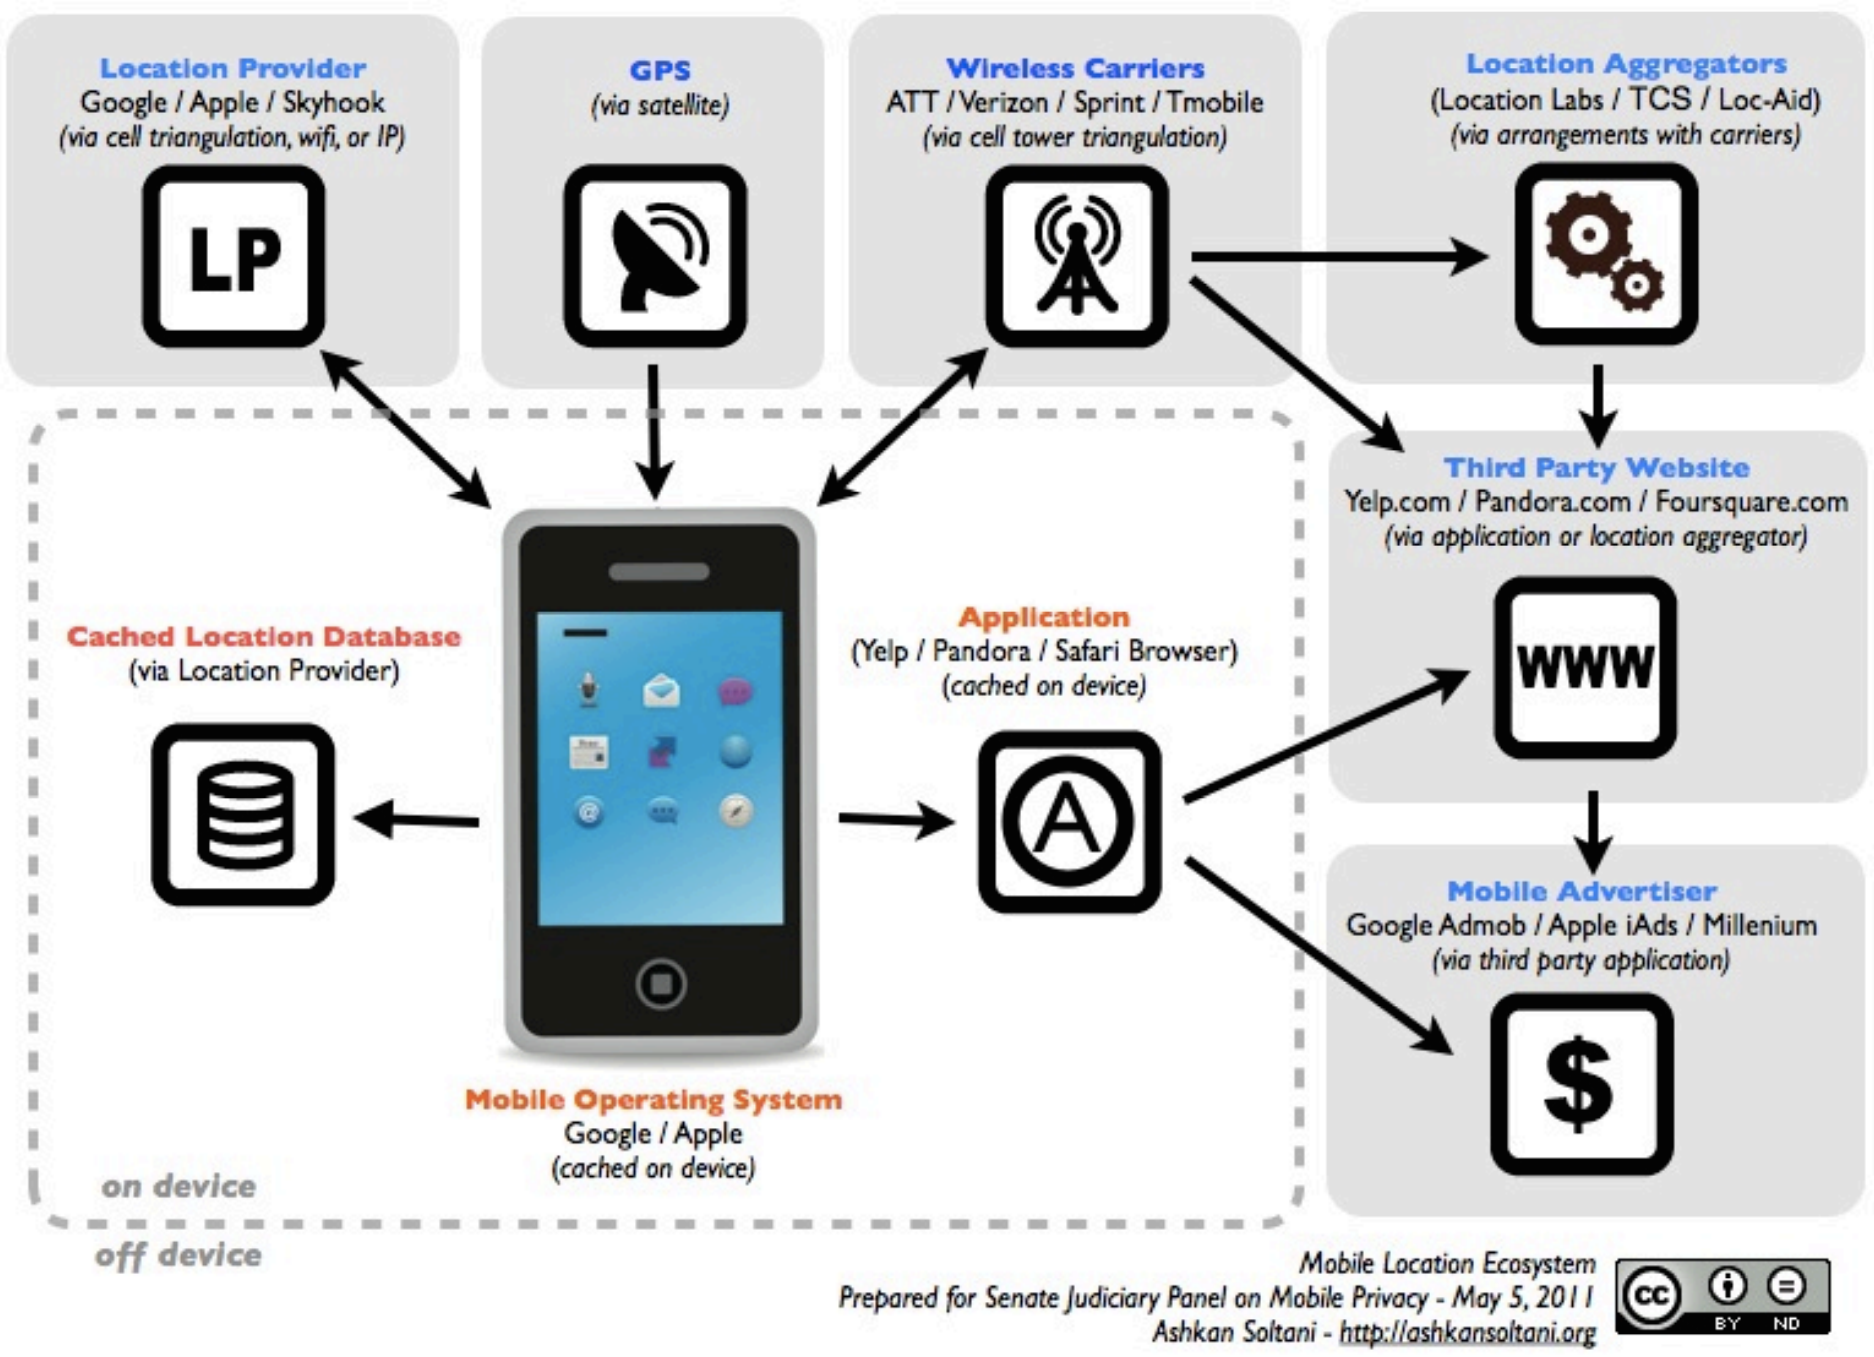 Location Provider
Google / Apple / Skyhook
(via cell triangulation, wifi, or IP)
LP
GPS
(via satellite)
Wireless Carriers
ATT / Verizon / Sprint / Tmobile
(via cell tower triangulation)
Location Aggregators
(Location Labs / TCS / Loc-Aid)
(via arrangements with carriers)
Third Party Website
Yelp.com / Pandora.com / Foursquare.com
(via application or location aggregator)
WWW
Cached Location Database
(via Location Provider)
Application
(Yelp / Pandora / Safari Browser)
(cached on device)
A
@
Mobile Advertiser
Google Admob / Apple iAds / Millenium
(via third party application)
$
Mobile Operating System
Google / Apple
(cached on device)
on device
off device
Mobile Location Ecosystem
Prepared for Senate Judiciary Panel on Mobile Privacy - May 5, 2011
Ashkan Soltani - http://ashkansoltani.org
cc
BY ND